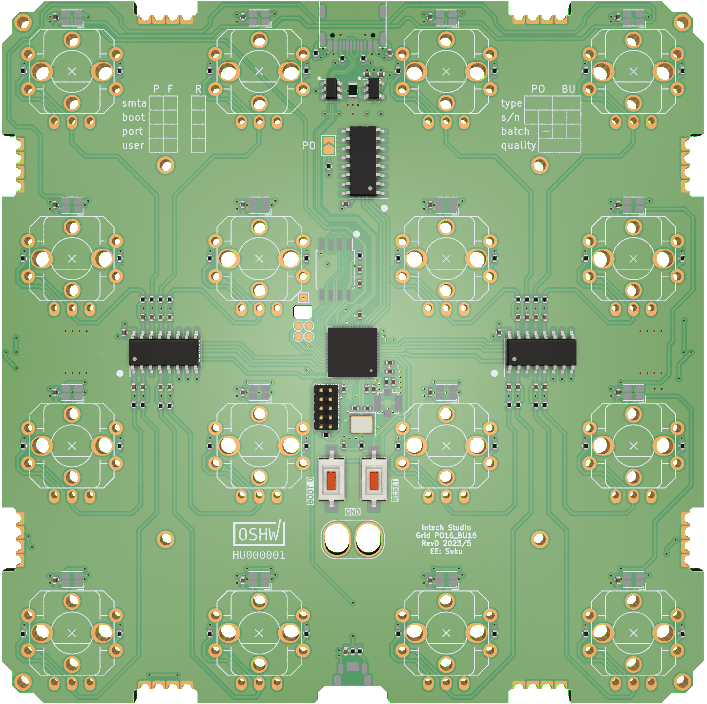 P F R
smta
boot
port
user
PO BU
type
s/n
batch
quality
PO
BOOT 0
RESET
GND
OSHW
HU000001
Intech Studio
Grid PO16_BU16
Rev0 2023/5
EE: Seku